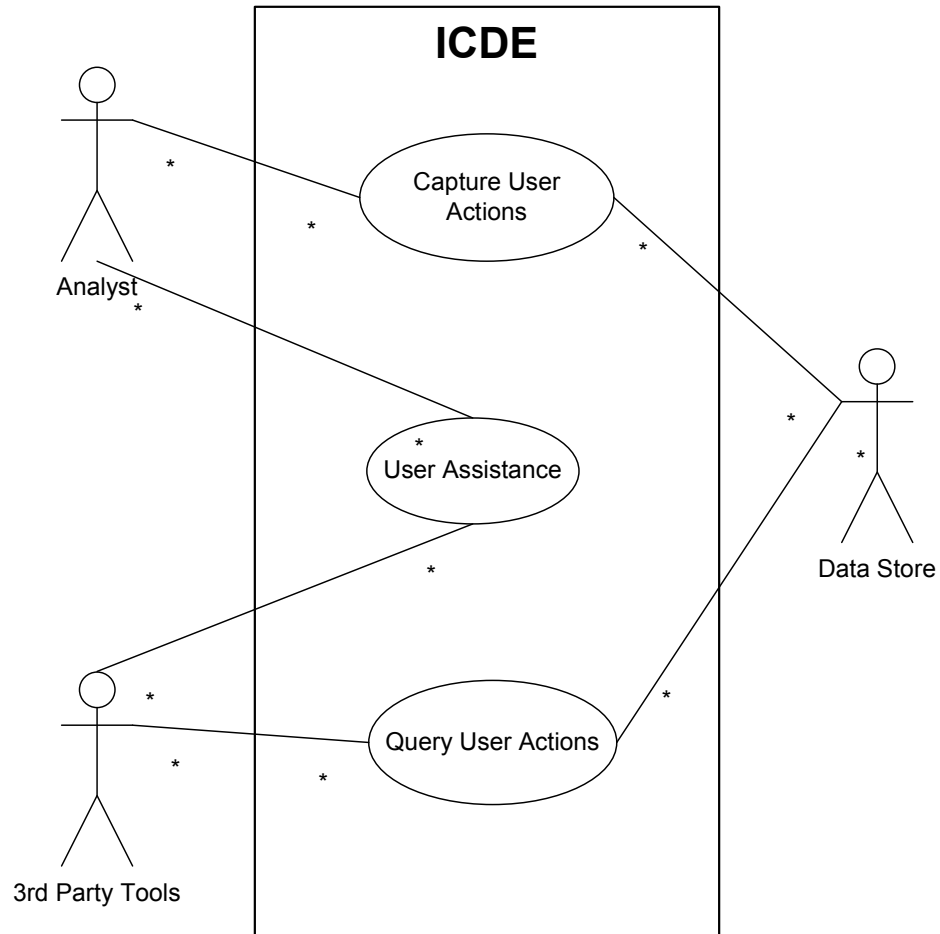 ICDE
*
Capture User
Actions
*
*
Analyst
*
*
*
*
User Assistance
*
Data Store
*
*
*
Query User Actions
*
*
3rd Party Tools